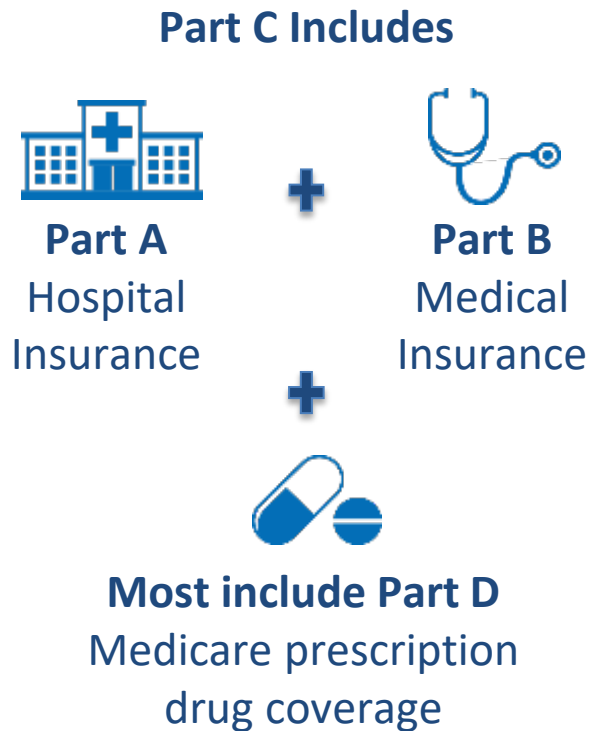 Part C Includes
Part A
Hospital
Insurance
Part B
Medical
Insurance
Most include Part D
Medicare prescription
drug coverage